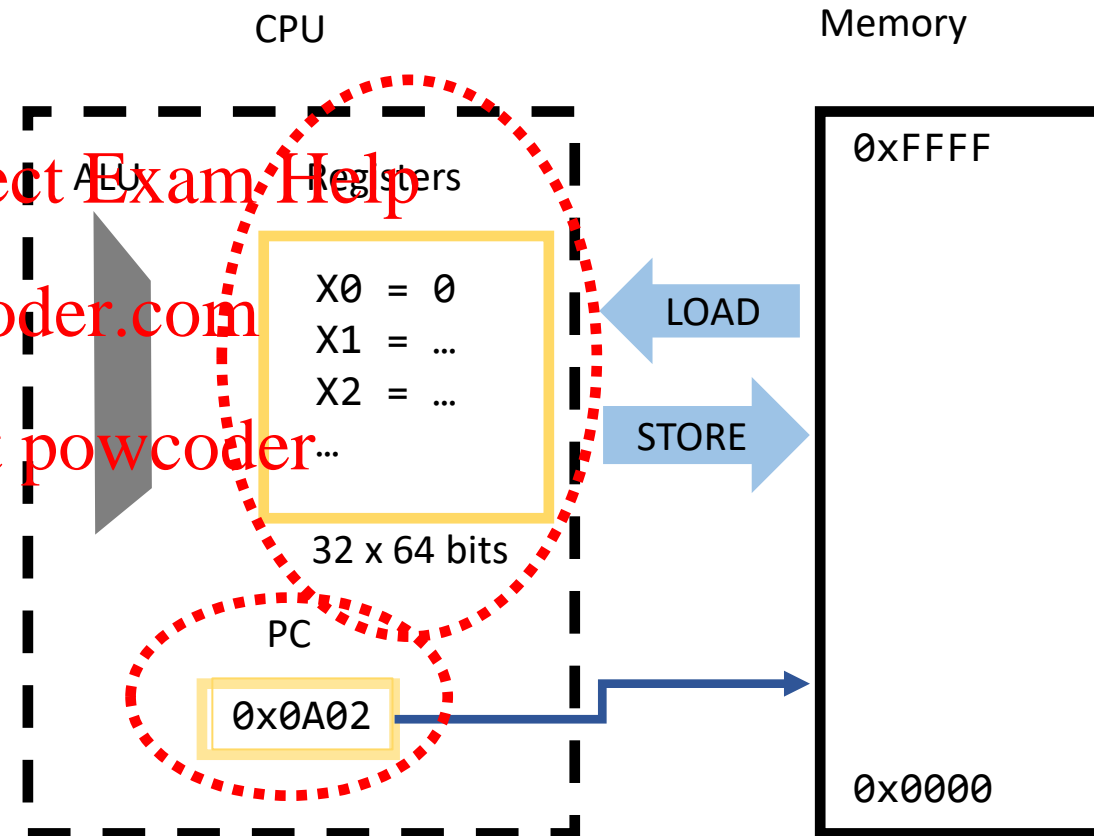 CPU
Memory
0xFFFF
ect Exam Help
ALU
Registers
X0 = 0
oder.com
LOAD
X1 = …
X2 = …
STORE
t powcoder
…
32 x 64 bits
PC
0x0A02
0x0000